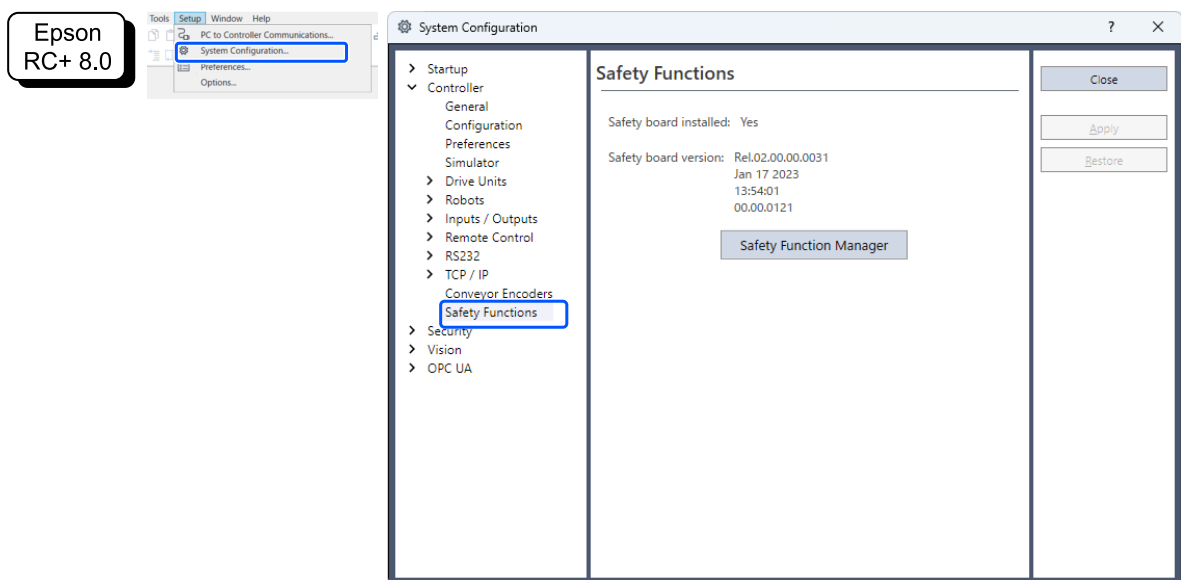 Epson
RC+ 8.0
Tools Setup Window Help
PC to Controller Communications...
System Configuration...
Preferences...
Options...
System Configuration
?
Startup
Controller
General
Configuration
Preferences
Simulator
Drive Units
Robots
Inputs / Outputs
Remote Control
RS232
TCP / IP
Conveyor Encoders
Safety Functions
Security
Vision
OPC UA
Safety Functions
Safety board installed: Yes
Safety board version: Rel.02.00.00.0031
Jan 17 2023
13:54:01
00.00.0121
Safety Function Manager
Close
Apply
Restore